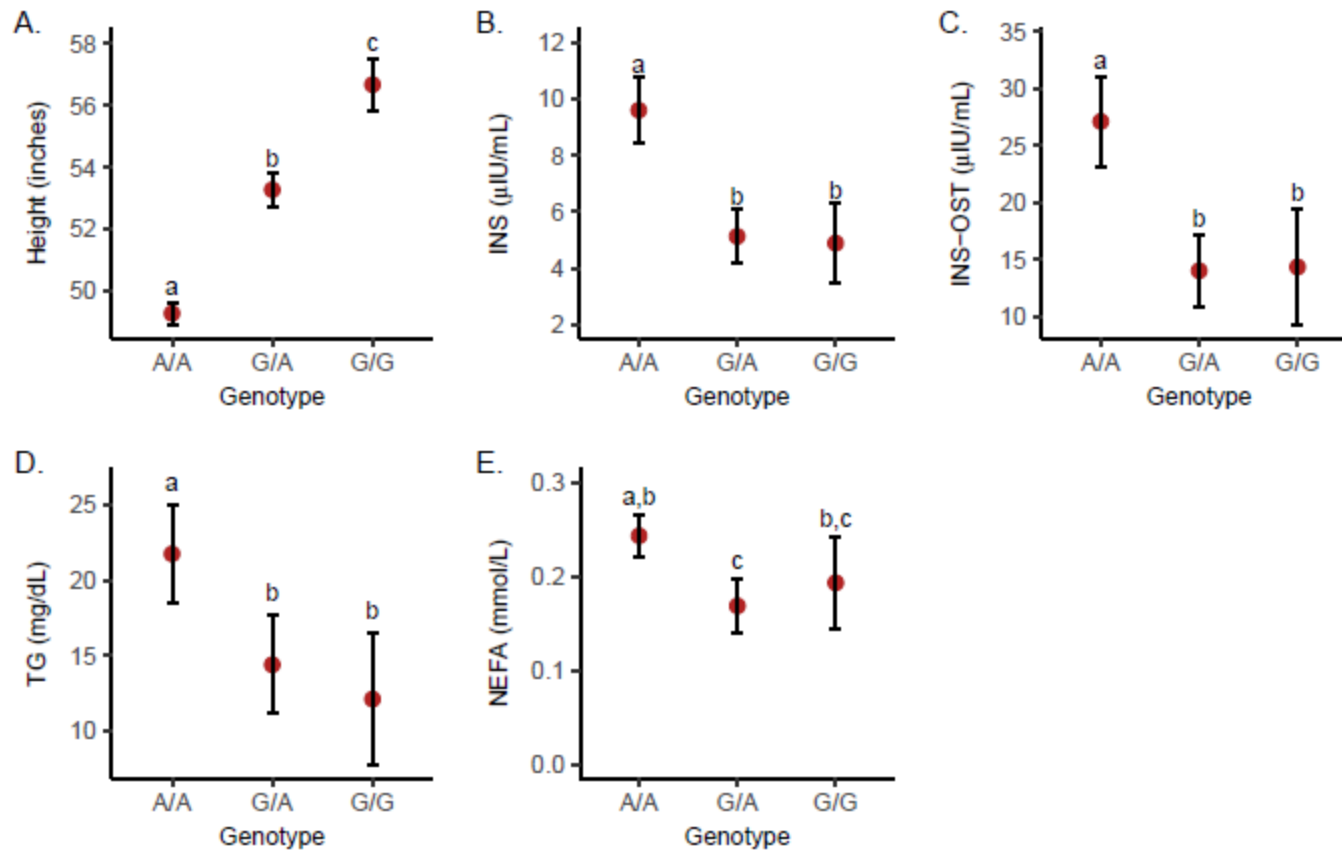 A.
Height (inches)
58
56
54
52
50
a
b
c
A/A G/A G/G
Genotype
B.
INS (µIU/mL)
12
10
8
6
4
2
a
b
b
A/A G/A G/G
Genotype
C.
INS−OST (µIU/mL)
35
30
25
20
15
10
a
b
b
A/A G/A G/G
Genotype
D.
TG (mg/dL)
25
20
15
10
a
b
b
A/A G/A G/G
Genotype
E.
NEFA (mmol/L)
0.3
0.2
0.1
0.0
a,b
c
b,c
A/A G/A G/G
Genotype